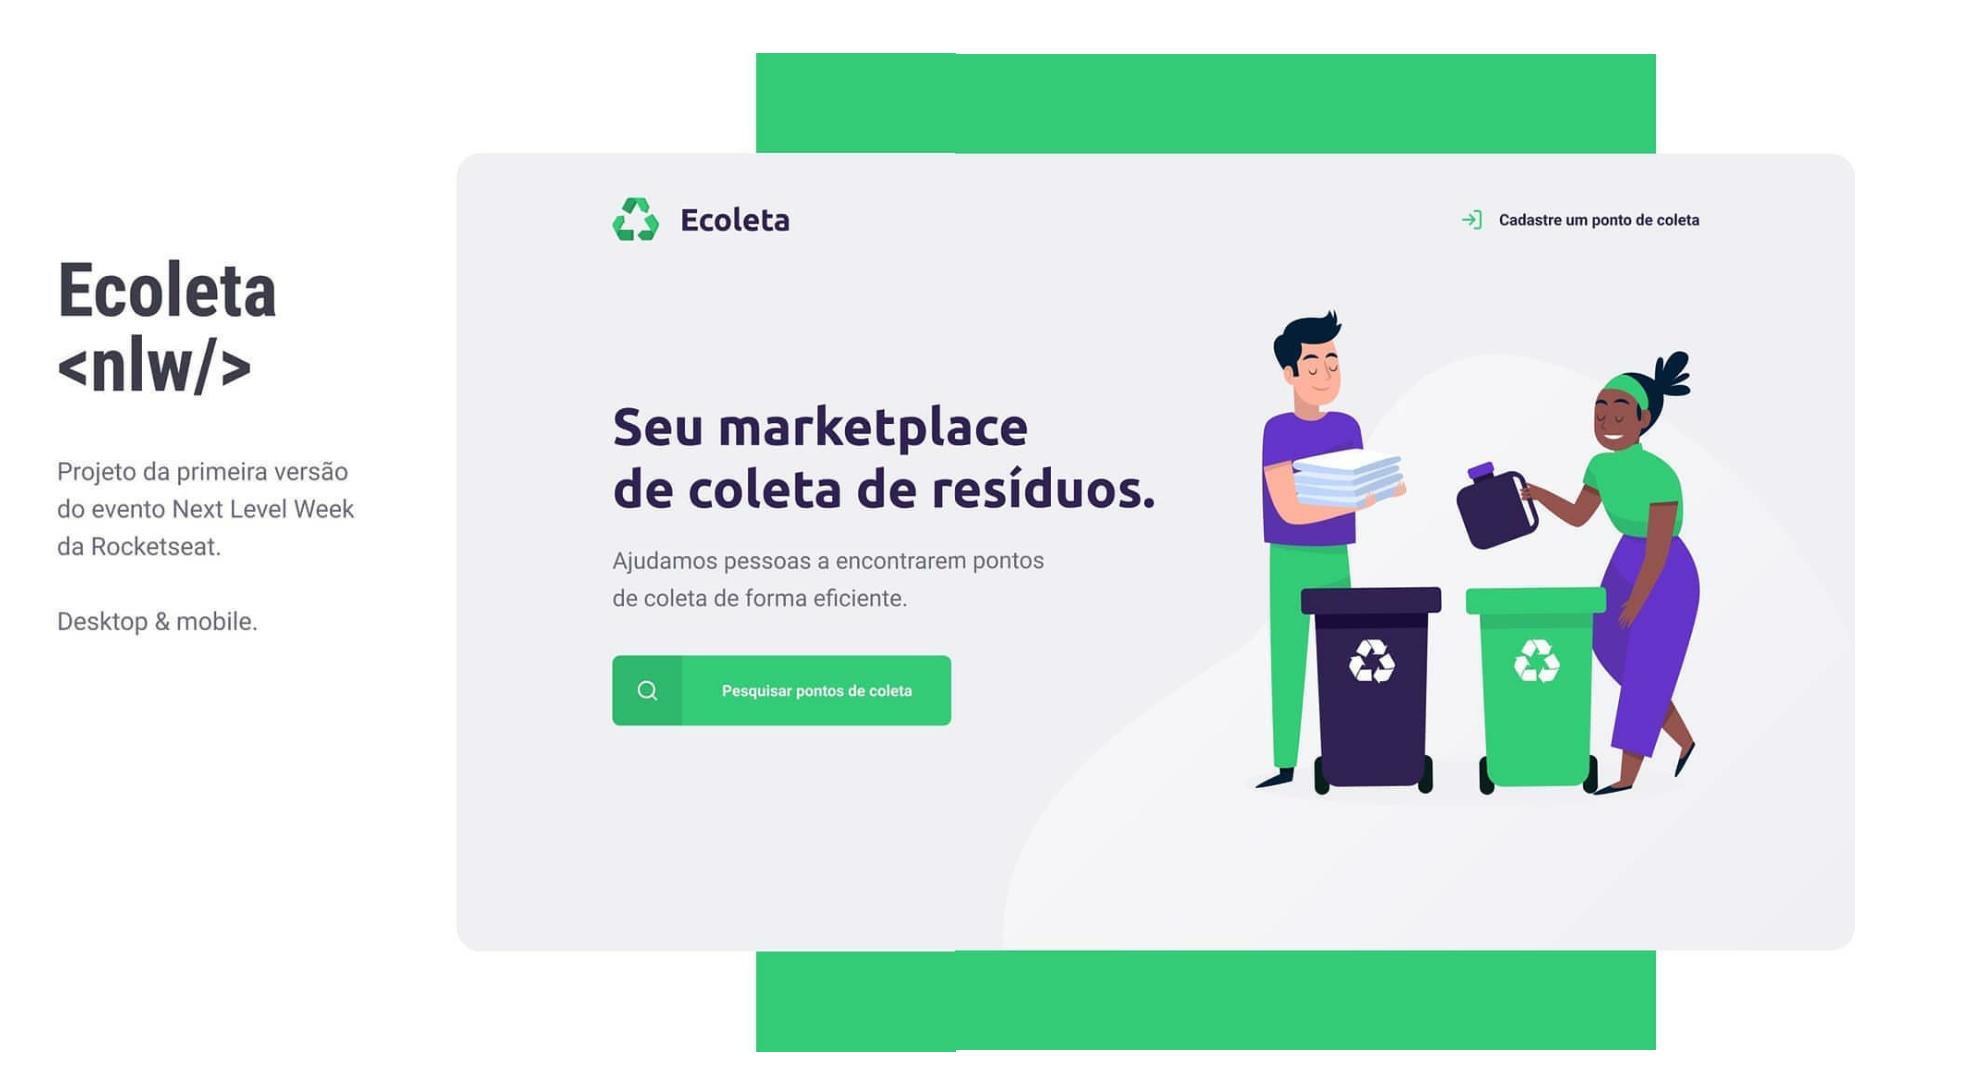 Ecoleta
<nlw/>
Projeto da primeira versão
do evento Next Level Week
da Rocketseat.
Desktop & mobile.
Ecoleta
Cadastre um ponto de coleta
Seu marketplace
de coleta de resíduos.
Ajudamos pessoas a encontrarem pontos
de coleta de forma eficiente.
Pesquisar pontos de coleta